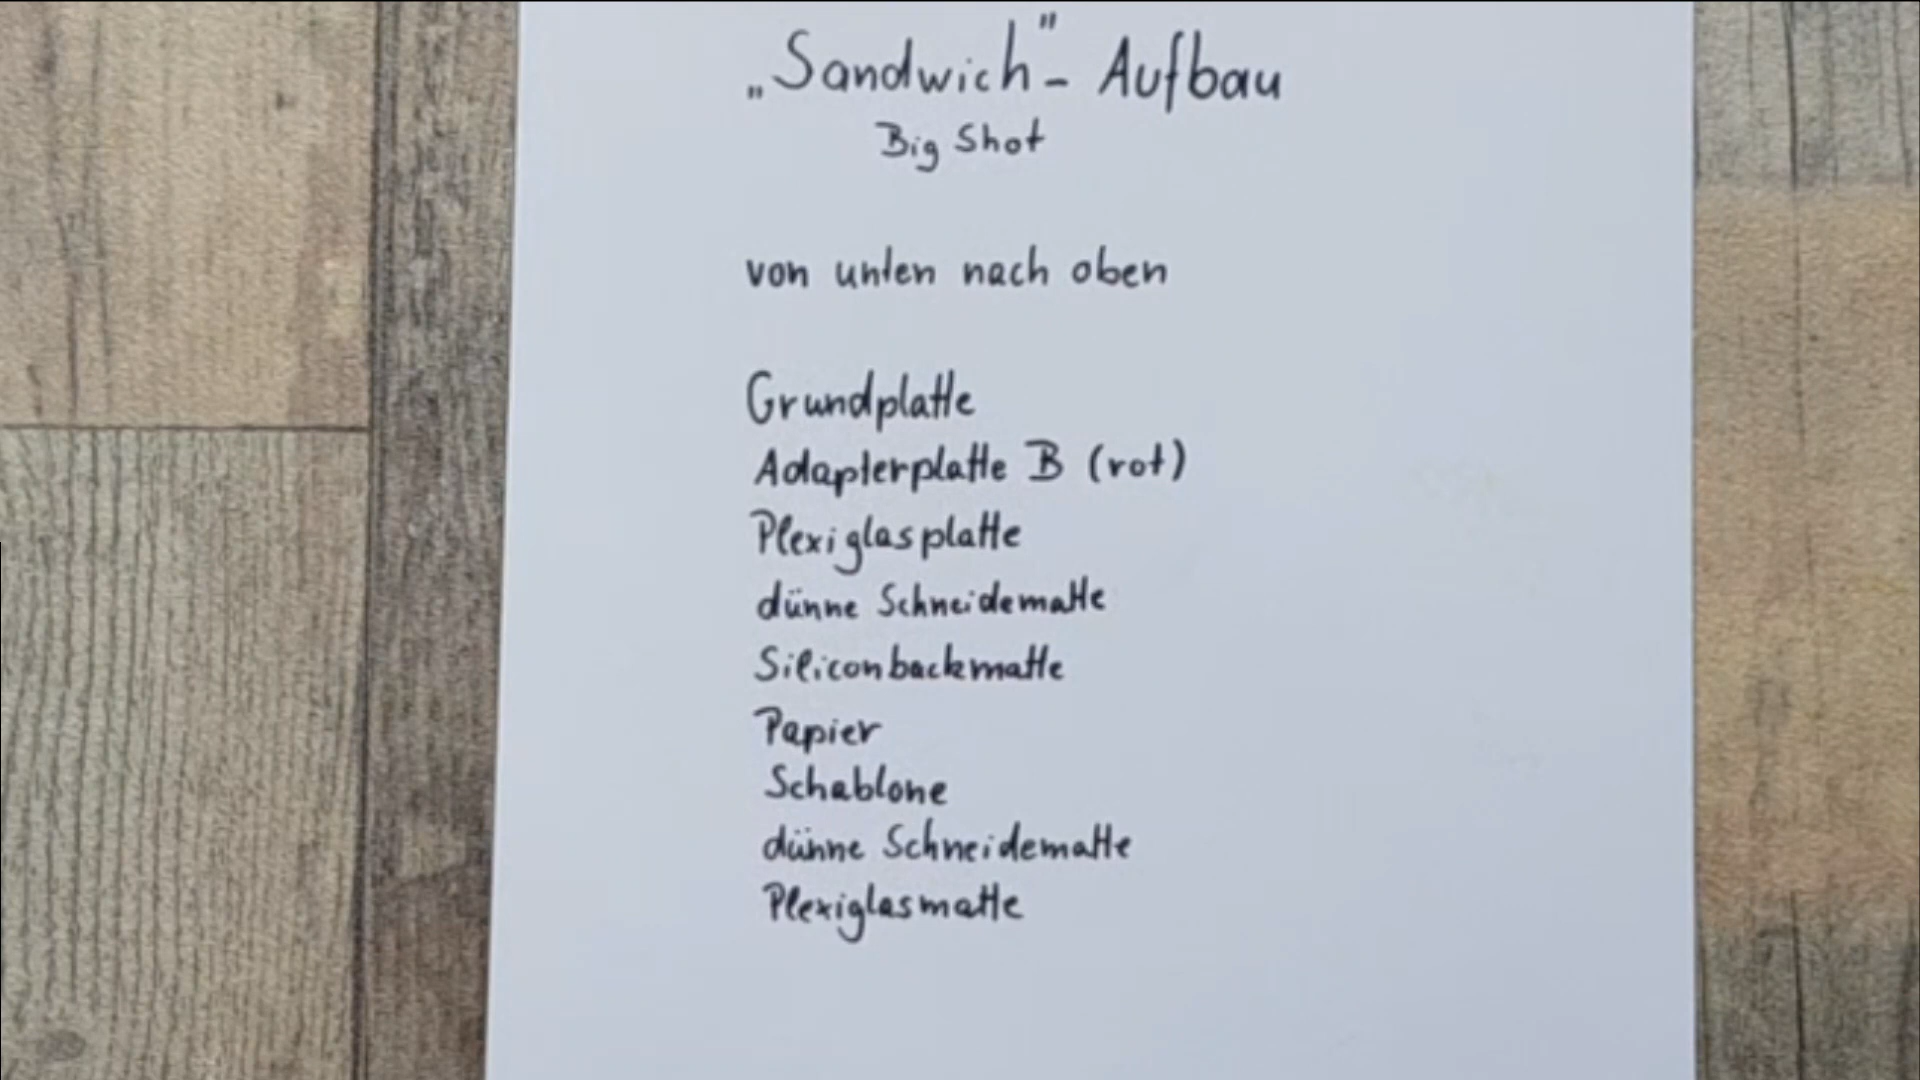 „Sandwich"- Aufbau
Big Shot
von unten nach oben
Grundplatte
Adapterplatte B (rot)
Plexiglasplatte
dünne Schneidematte
Siliconbackmatte
Papier
Schablone
dünne Schneidematte
Plexiglasmatte